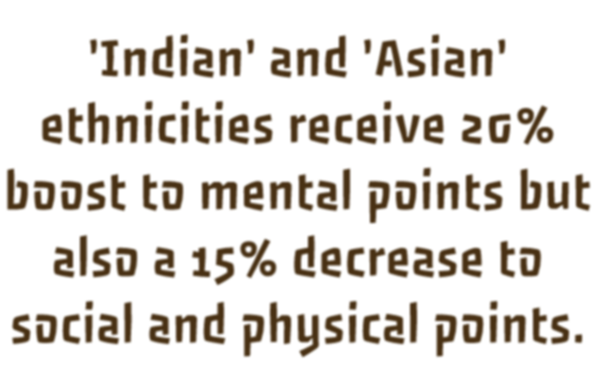 'Indian' and 'Asian'
ethnicities receive 20%
boost to mental points but
also a 15% decrease to
social and physical points.